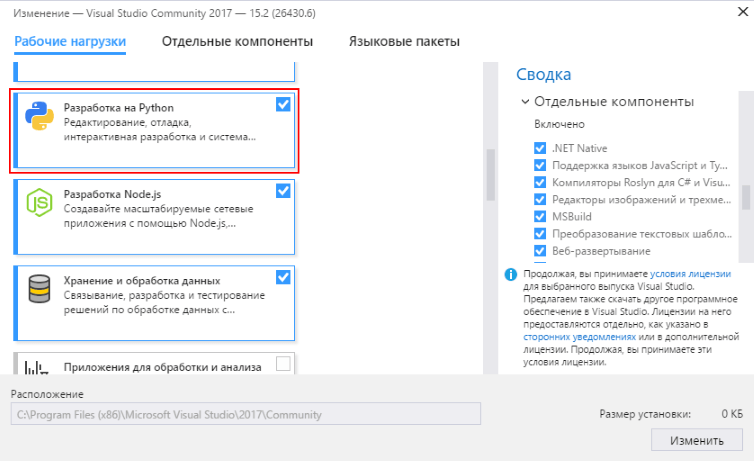 Изменение — Visual Studio Community 2017 — 15.2 (26430.6)
Рабочие нагрузки
Отдельные компоненты
Языковые пакеты
Разработка на Python
Редактирование, отладка,
интерактивная разработка и система...
Разработка Node.js
Создавайте масштабируемые сетевые
приложения с помощью Node.js,...
Хранение и обработка данных
Связывание, разработка и тестирование
решений по обработке данных с...
Приложения для обработки и анализа
Сводка
Отдельные компоненты
Включено
.NET Native
Поддержка языков JavaScript и Ty...
Компиляторы Roslyn для C# и Visu...
Редакторы изображений и трехме...
MSBuild
Преобразование текстовых шабло...
Веб-развертывание
Продолжая, вы принимаете условия лицензии
для выбранного выпуска Visual Studio.
Предлагаем также скачать другое программное
обеспечение в Visual Studio. Лицензии на него
предоставляются отдельно, как указано в
сторонних уведомлениях или в дополнительной
лицензии. Продолжая, вы принимаете эти
условия лицензии.
Расположение
C:\Program Files (x86)\Microsoft Visual Studio\2017\Community
Размер установки: 0 КБ
Изменить